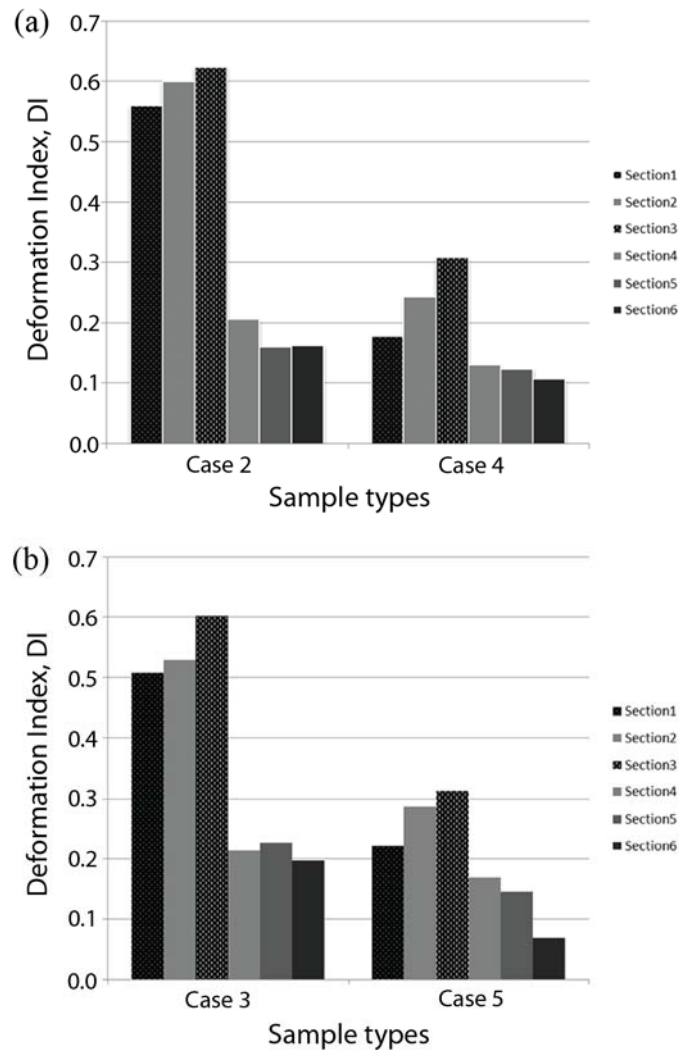 (a)
0.7
0.6
0.5
0.4
0.3
0.2
0.1
0.0
Deformation Index, DI
Case 2 Case 4
Sample types
Section1
Section2
Section3
Section4
Section5
Section6
(b)
0.7
0.6
0.5
0.4
0.3
0.2
0.1
0.0
Deformation Index, DI
Case 3 Case 5
Sample types
Section1
Section2
Section3
Section4
Section5
Section6